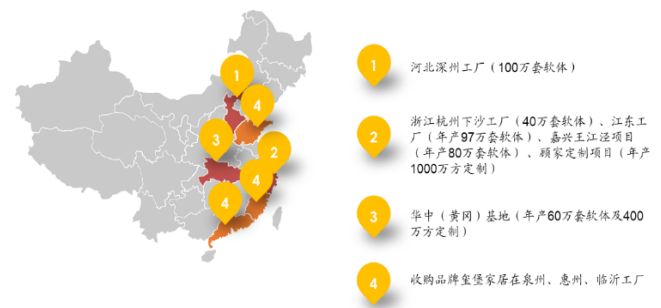 1
4
3
2
4
4
1
河北深州工厂（100万套软体）
2
浙江杭州下沙工厂（40万套软体）、江东工
厂（年产97万套软体）、嘉兴王江泾项目
（年产80万套软体）、顾家定制项目（年产
1000万方定制）
3
华中（黄冈）基地（年产60万套软体及400
万方定制）
4
收购品牌玺堡家居在泉州、惠州、临沂工厂